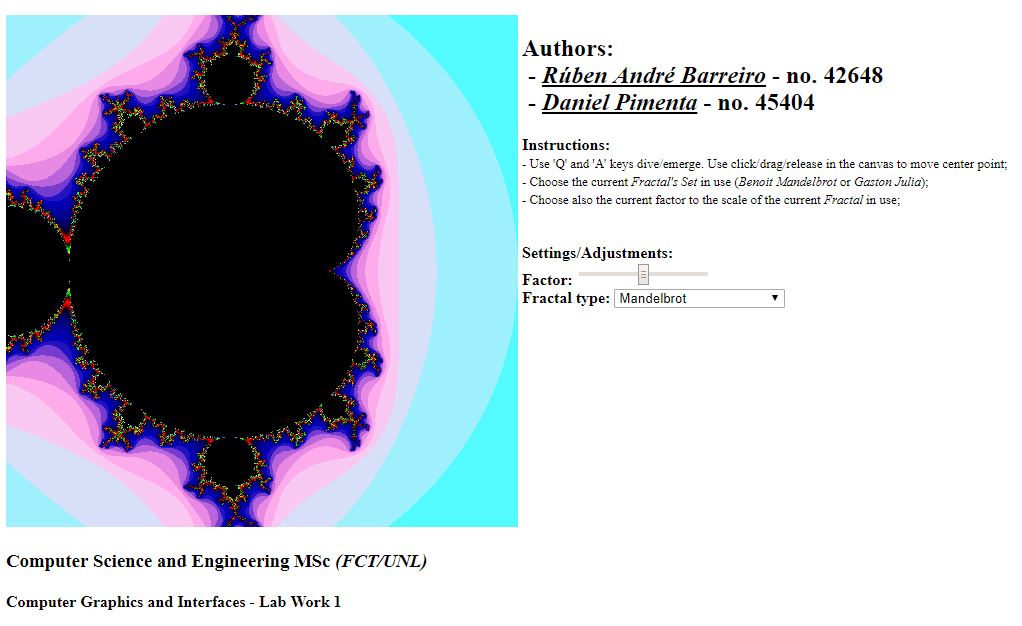 Authors:
- Rúben André Barreiro - no. 42648
- Daniel Pimenta - no. 45404
Instructions:
- Use 'Q' and 'A' keys dive/emerge. Use click/drag/release in the canvas to move center point;
- Choose the current Fractal's Set in use (Benoit Mandelbrot or Gaston Julia);
- Choose also the current factor to the scale of the current Fractal in use;
Settings/Adjustments:
Factor:
Fractal type: Mandelbrot
Computer Science and Engineering MSc (FCT/UNL)
Computer Graphics and Interfaces - Lab Work 1